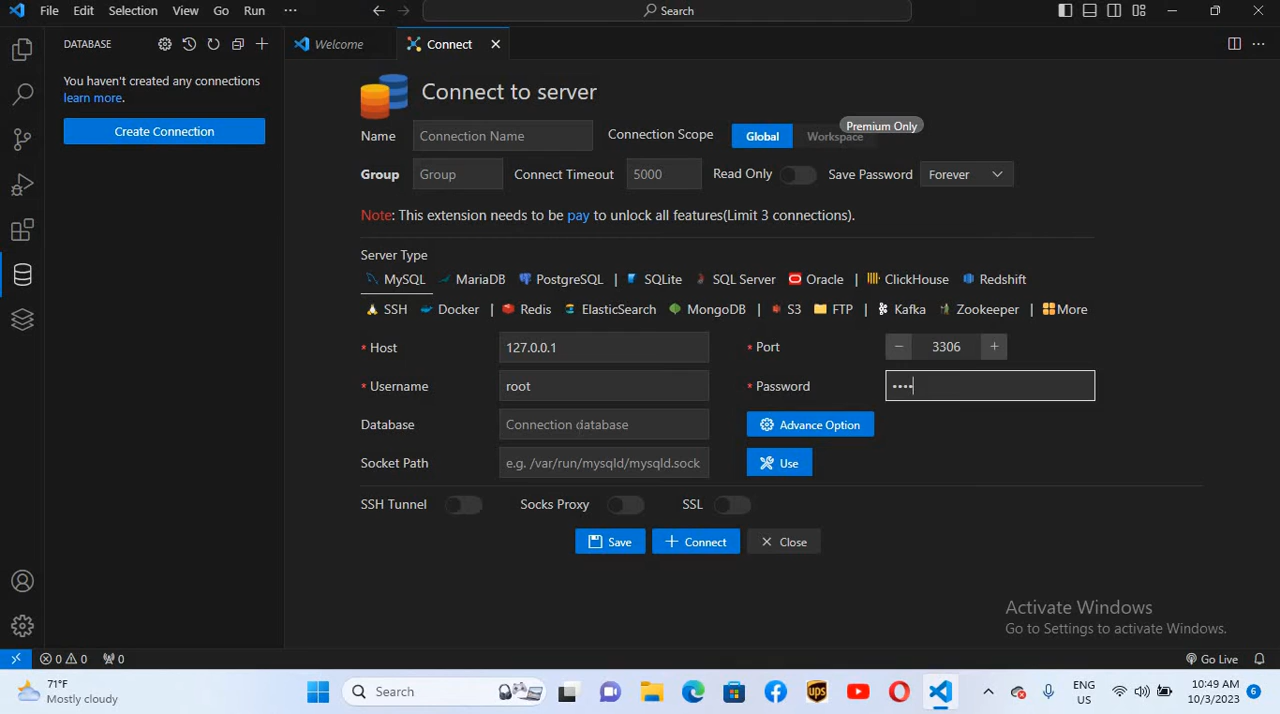 File Edit Selection View Go Run ··· Search
DATABASE
Welcome
Connect
You haven't created any connections
learn more.
Create Connection
Connect to server
Name Connection Name Connection Scope Global Workspace
Premium Only
Group Group Connect Timeout 5000 Read Only Save Password Forever
Note: This extension needs to be pay to unlock all features(Limit 3 connections).
Server Type
MySQL MariaDB PostgreSQL | SQLite SQL Server Oracle | ClickHouse Redshift
SSH Docker | Redis ElasticSearch MongoDB | S3 FTP | Kafka Zookeeper | More
* Host 127.0.0.1 * Port − 3306 +
* Username root * Password ••••
Database Connection database Advance Option
Socket Path e.g. /var/run/mysqld/mysqld.sock Use
SSH Tunnel Socks Proxy SSL
Save + Connect × Close
Activate Windows
Go to Settings to activate Windows.
0 0 0 Go Live
71°F
Mostly cloudy
Search
ups
ENG
US
10:49 AM
10/3/2023
6